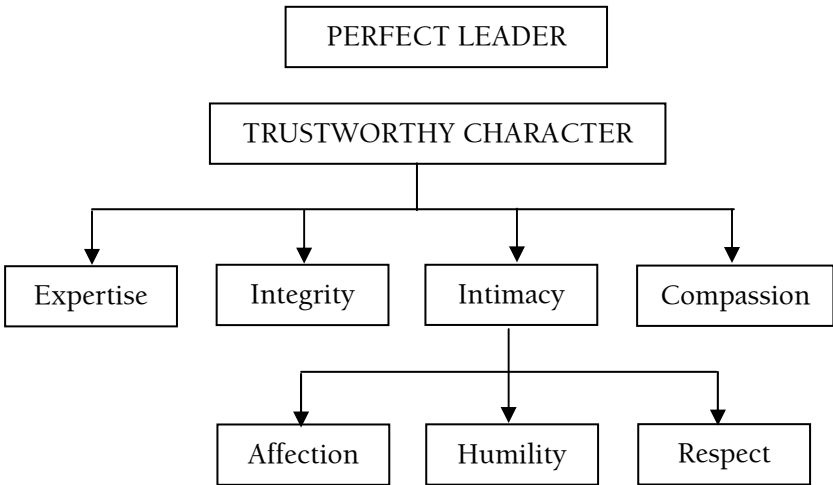 PERFECT LEADER
TRUSTWORTHY CHARACTER
Expertise
Integrity
Intimacy
Compassion
Affection
Humility
Respect